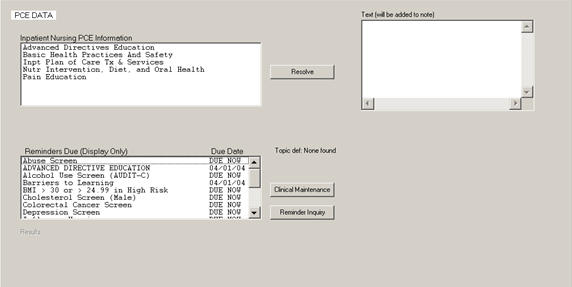 PCE DATA
Text (will be added to note)
Inpatient Nursing PCE Information
Advanced Directives Education
Basic Health Practices And Safety
Inpt Plan of Care Tx & Services
Nutr Intervention, Diet, and Oral Health
Pain Education
Resolve
Reminders Due (Display Only) Due Date
Topic def: None found
Abuse Screen DUE NOW
ADVANCED DIRECTIVE EDUCATION 04/01/04
Alcohol Use Screen (AUDIT-C) DUE NOW
Barriers to Learning 04/01/04
BMI > 30 or > 24.99 in High Risk DUE NOW
Cholesterol Screen (Male) DUE NOW
Colorectal Cancer Screen DUE NOW
Depression Screen DUE NOW
DUE NOW
Clinical Maintenance
Reminder Inquiry
Results